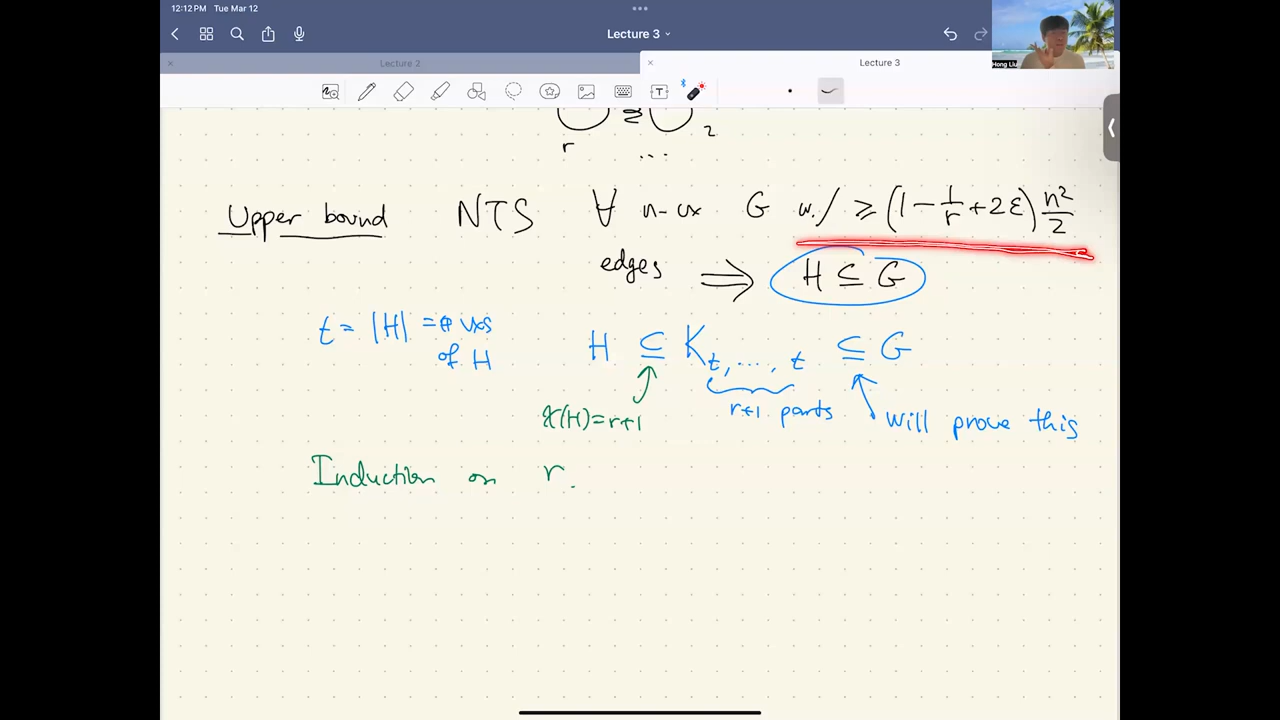 12:12 PM Tue Mar 12
Lecture 3
Lecture 2
Lecture 3
Hong Liu
T
r ≥ 2
...
Upper bound NTS ∀ n-vx G w/ ≥ (1 - 1/r + 2ε) n²/2
edges ⟹ H ⊆ G
t = |H| = # vxs
of H
H ⊆ K t, ..., t ⊆ G
χ(H)=r+1
r+1 parts
will prove this
Induction on r.